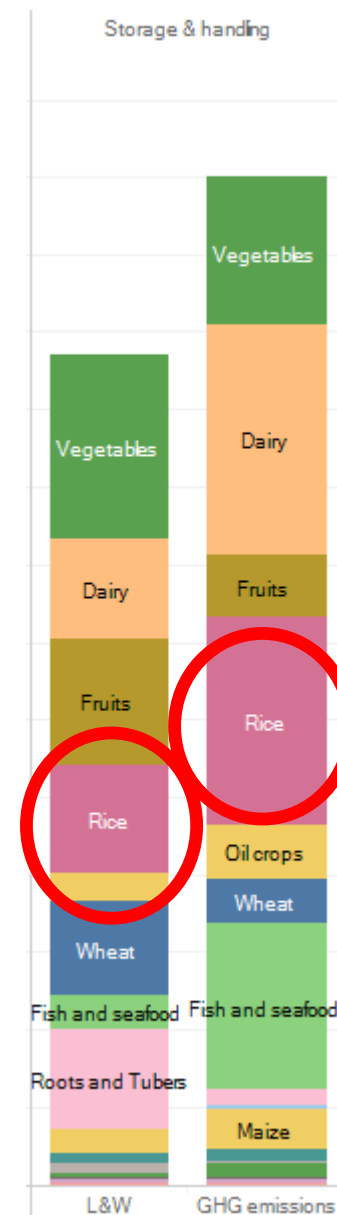 Storage & handing
Vegetables
Dairy
Fruits
Rice
Wheat
Fish and seafood
Roots and Tubers
L&W
Vegetables
Dairy
Fruits
Rice
Oil crops
Wheat
Fish and seafood
Maize
GHG emissions